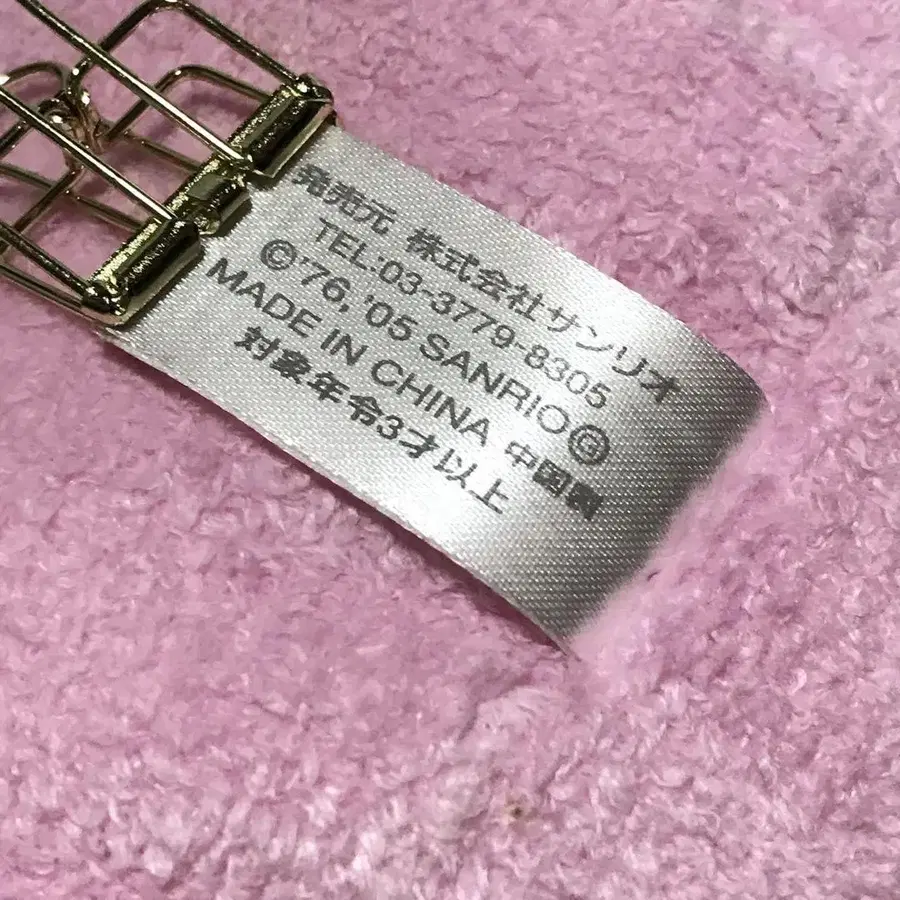 発売元 株式会社サンリオ
TEL:03-3779-8305
©'76,'05 SANRIO®
MADE IN CHINA 中国製
対象年令3才以上